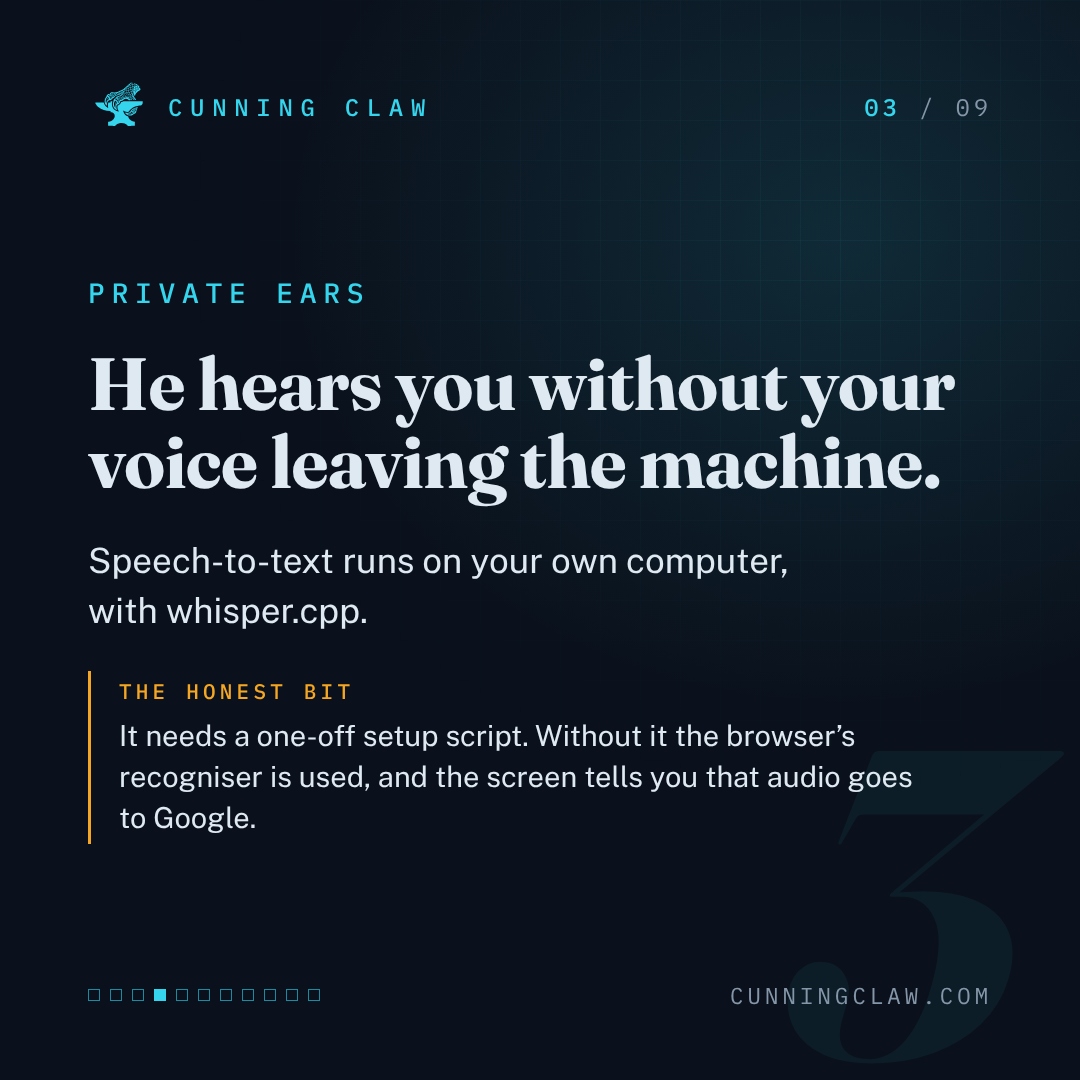 CUNNING CLAW
03 / 09
PRIVATE EARS
He hears you without your
voice leaving the machine.
Speech-to-text runs on your own computer,
with whisper.cpp.
THE HONEST BIT
It needs a one-off setup script. Without it the browser’s
recogniser is used, and the screen tells you that audio goes
to Google.
3
CUNNINGCLAW.COM